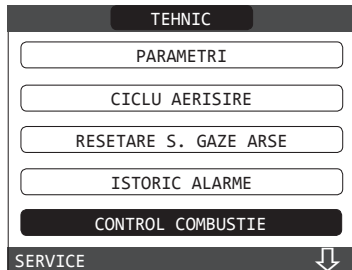 TEHNIC
PARAMETRI
CICLU AERISIRE
RESETARE S. GAZE ARSE
ISTORIC ALARME
CONTROL COMBUSTIE
SERVICE